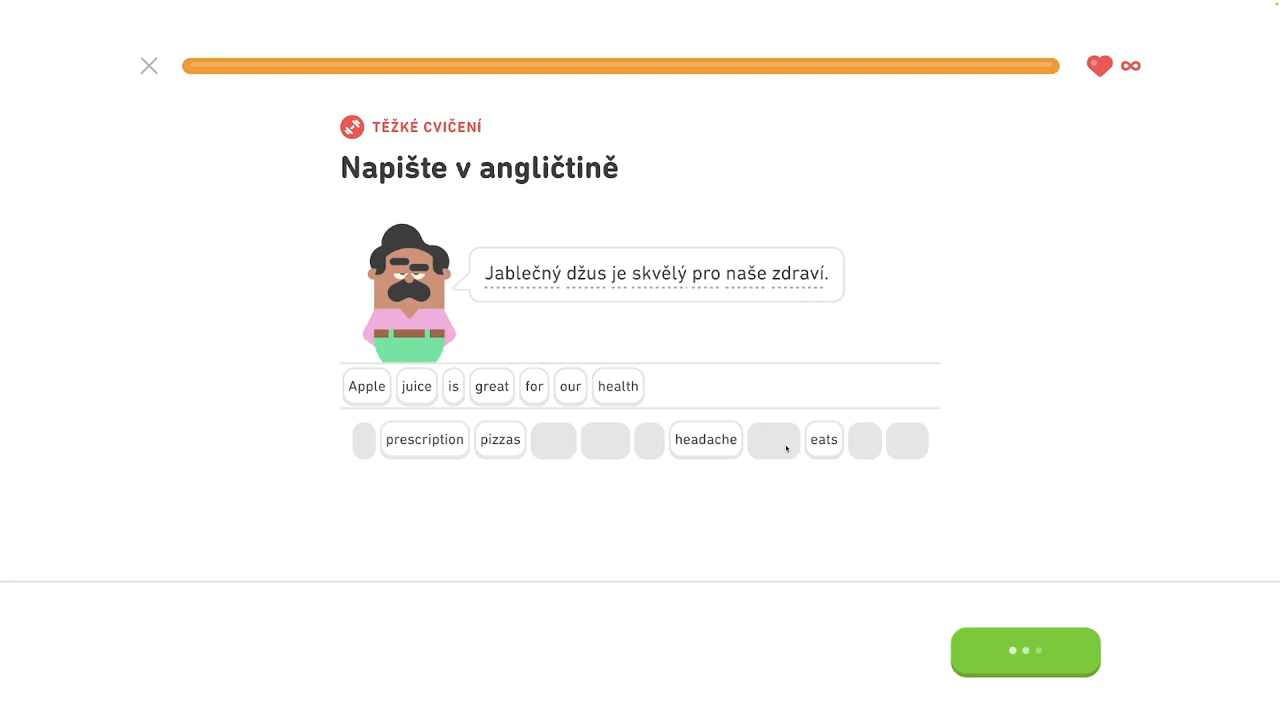 TĚŽKÉ CVIČENÍ
Napište v angličtině
Jablečný džus je skvělý pro naše zdraví.
Apple juice is great for our health
prescription pizzas headache eats